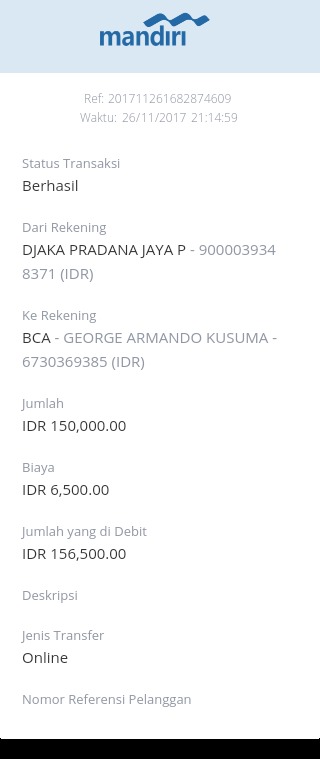 mandiri
Ref: 201711261682874609
Waktu: 26/11/2017 21:14:59
Status Transaksi
Berhasil
Dari Rekening
DJAKA PRADANA JAYA P - 900003934
8371 (IDR)
Ke Rekening
BCA - GEORGE ARMANDO KUSUMA -
6730369385 (IDR)
Jumlah
IDR 150,000.00
Biaya
IDR 6,500.00
Jumlah yang di Debit
IDR 156,500.00
Deskripsi
Jenis Transfer
Online
Nomor Referensi Pelanggan